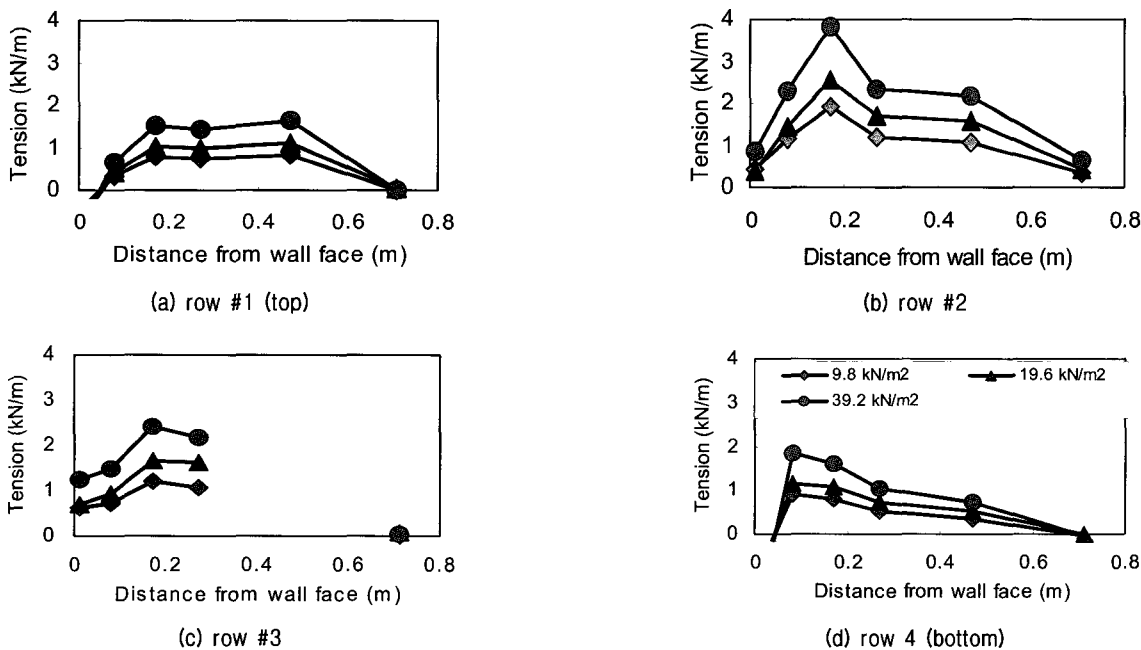 4
3
2
1
0
Tension (kN/m)
0 0.2 0.4 0.6 0.8
Distance from wall face (m)
(a) row #1 (top)
4
3
2
1
0
Tension (kN/m)
0 0.2 0.4 0.6 0.8
Distance from wall face (m)
(b) row #2
4
3
2
1
0
Tension (kN/m)
0 0.2 0.4 0.6 0.8
Distance from wall face (m)
(c) row #3
4
3
2
1
0
Tension (kN/m)
9.8 kN/m2 19.6 kN/m2
39.2 kN/m2
0 0.2 0.4 0.6 0.8
Distance from wall face (m)
(d) row 4 (bottom)